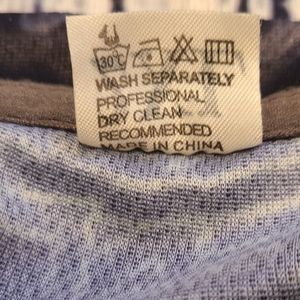 30°C
WASH SEPARATELY
PROFESSIONAL
DRY CLEAN
RECOMMENDED
MADE IN CHINA